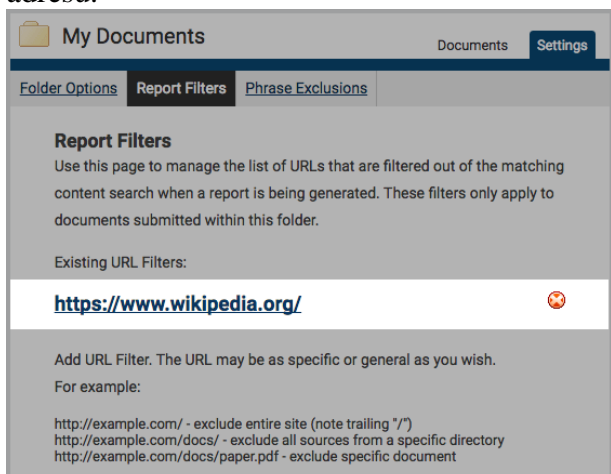 adresu.
My Documents
Documents Settings
Folder Options Report Filters Phrase Exclusions
Report Filters
Use this page to manage the list of URLs that are filtered out of the matching
content search when a report is being generated. These filters only apply to
documents submitted within this folder.
Existing URL Filters:
https://www.wikipedia.org/
Add URL Filter. The URL may be as specific or general as you wish.
For example:
http://example.com/ - exclude entire site (note trailing "/")
http://example.com/docs/ - exclude all sources from a specific directory
http://example.com/docs/paper.pdf - exclude specific document